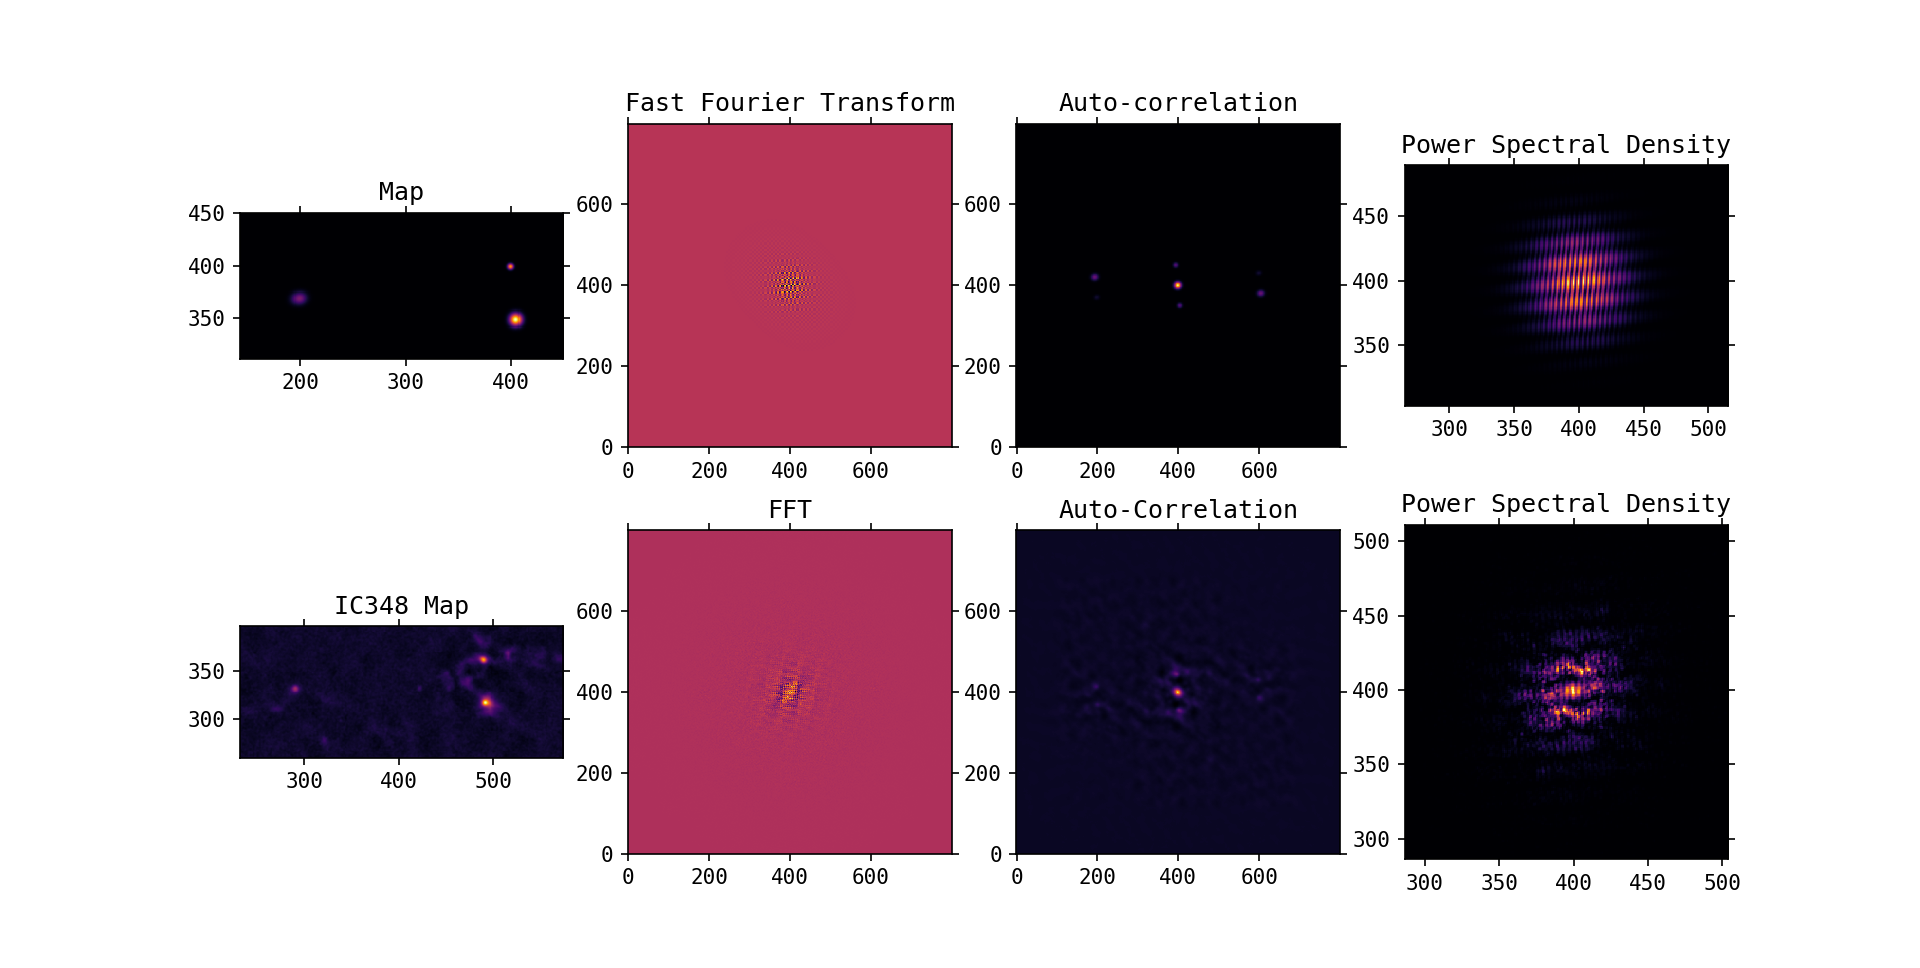 Fast Fourier Transform
Auto-correlation
Power Spectral Density
Map
450
400
350
200 300 400
600
400
200
0
0 200 400 600
600
400
200
0
0 200 400 600
450
400
350
300 350 400 450 500
FFT
Auto-Correlation
Power Spectral Density
IC348 Map
350
300
300 400 500
600
400
200
0
0 200 400 600
600
400
200
0
0 200 400 600
500
450
400
350
300
300 350 400 450 500